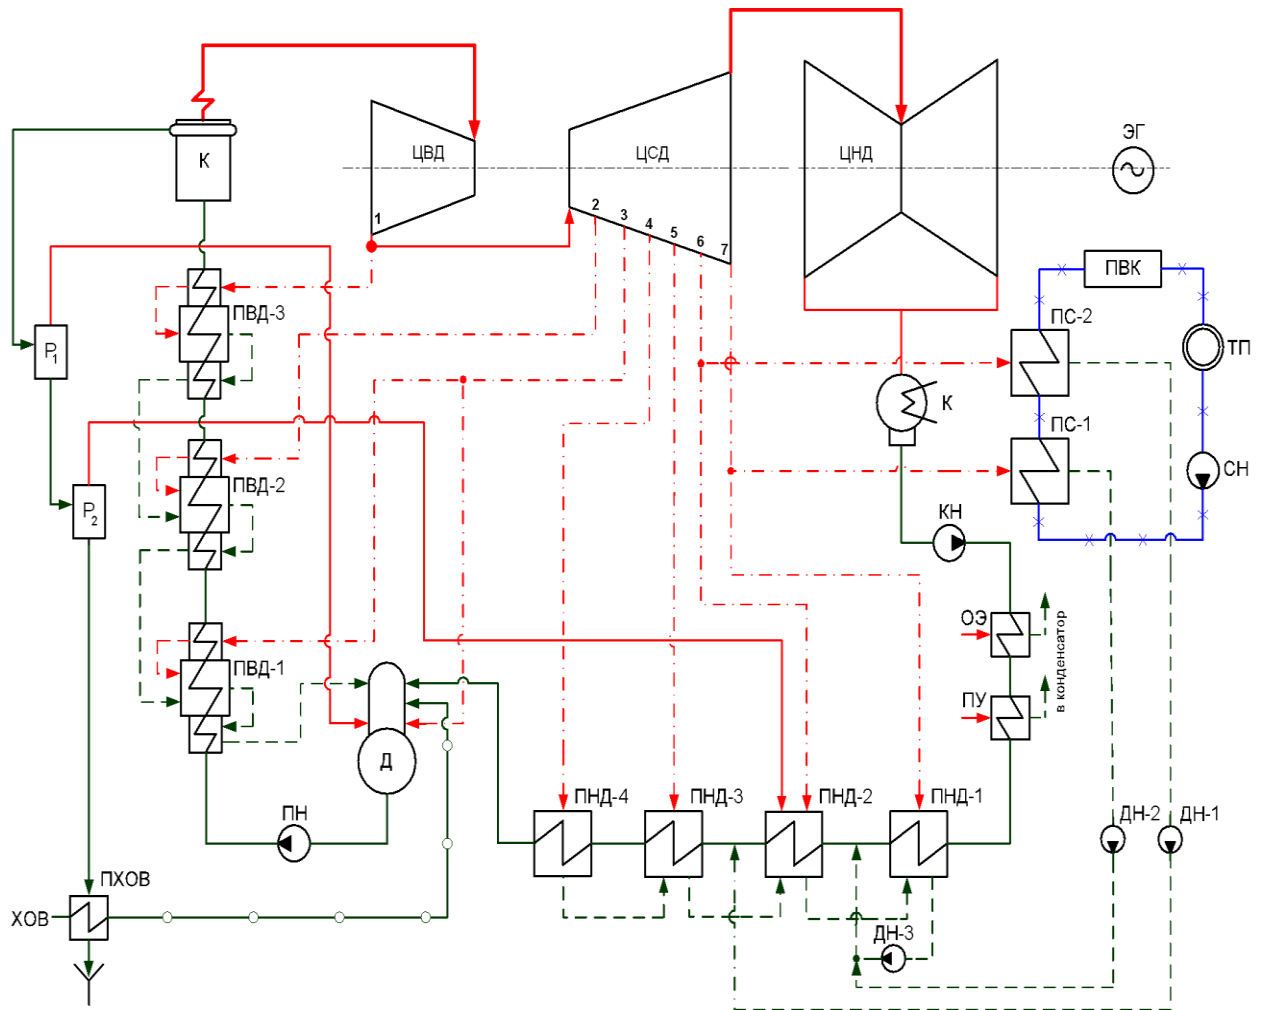 ЭГ
ЦВД
ЦСД
ЦНД
К
1
2
3
4
5
6
7
ПВК
ПВД-3
ПС-2
ТП
Р1
К
ПС-1
СН
ПВД-2
Р2
КН
ОЭ
в конденсатор
ПВД-1
ПУ
Д
ПН
ПНД-4
ПНД-3
ПНД-2
ПНД-1
ДН-2
ДН-1
ПХОВ
ХОВ
ДН-3